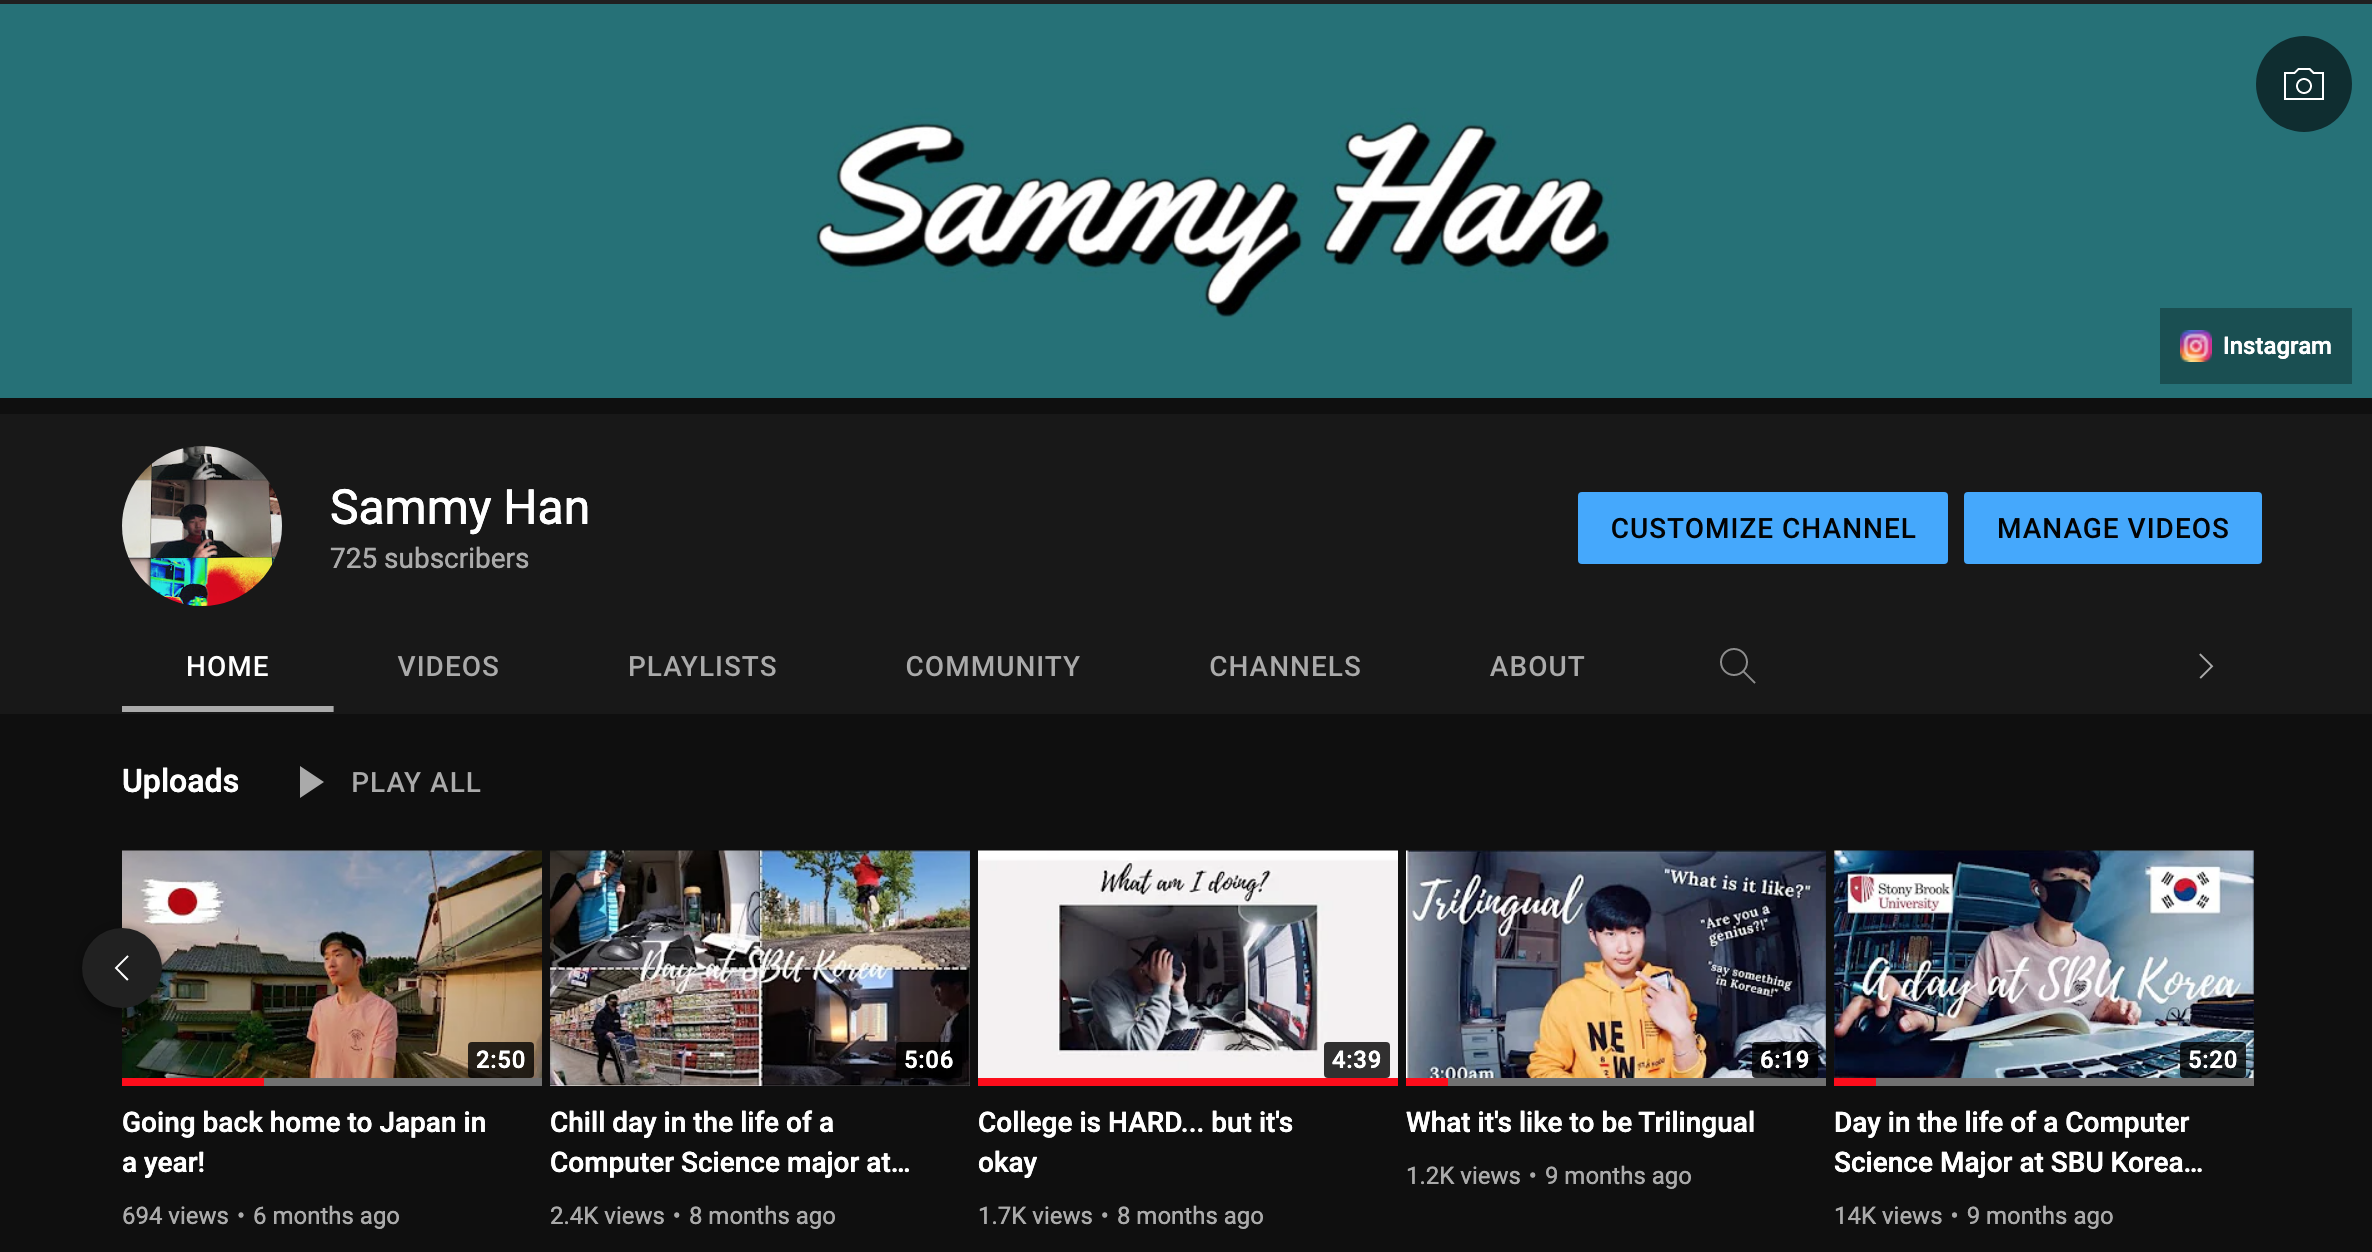 Sammy Han
Instagram
Sammy Han
725 subscribers
CUSTOMIZE CHANNEL
MANAGE VIDEOS
HOME
VIDEOS
PLAYLISTS
COMMUNITY
CHANNELS
ABOUT
Uploads
PLAY ALL
2:50
Day at SBU Korea
5:06
What am I doing?
4:39
Trilingual
"What is it like?"
"Are you a
genius?!"
"say something
in Korean!"
NE
W
3:00am
6:19
Stony Brook
University
A day at SBU Korea
5:20
Going back home to Japan in
a year!
694 views • 6 months ago
Chill day in the life of a
Computer Science major at...
2.4K views • 8 months ago
College is HARD... but it's
okay
1.7K views • 8 months ago
What it's like to be Trilingual
1.2K views • 9 months ago
Day in the life of a Computer
Science Major at SBU Korea...
14K views • 9 months ago